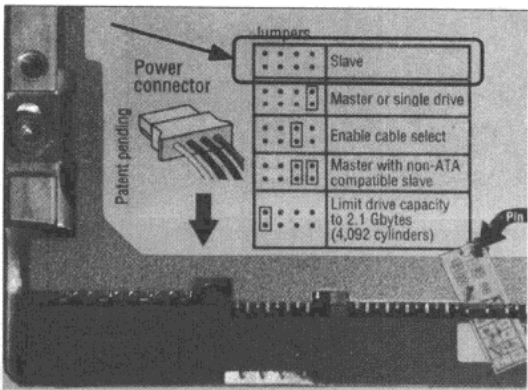 Jumpers
Power
connector
Patent pending
Slave
Master or single drive
Enable cable select
Master with non-ATA
compatible slave
Limit drive capacity
to 2.1 Gbytes
(4,092 cylinders)
Pin